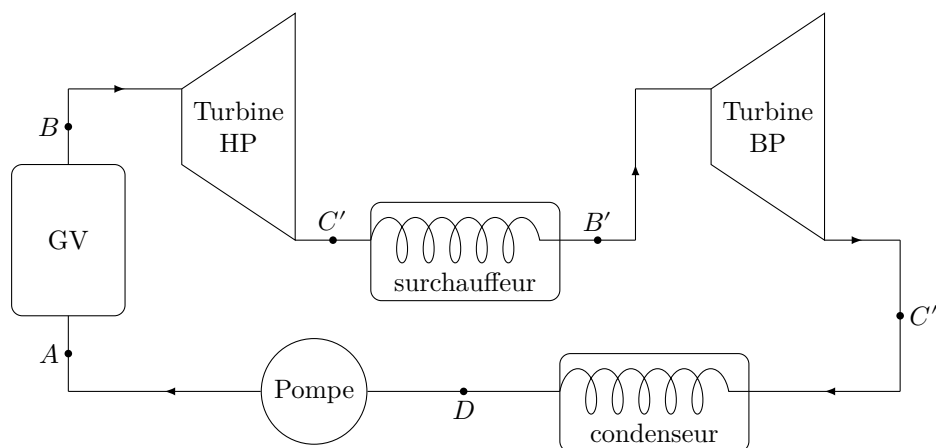 Turbine
HP
Turbine
BP
B
GV
C'
B'
surchauffeur
C'
A
Pompe
D
condenseur